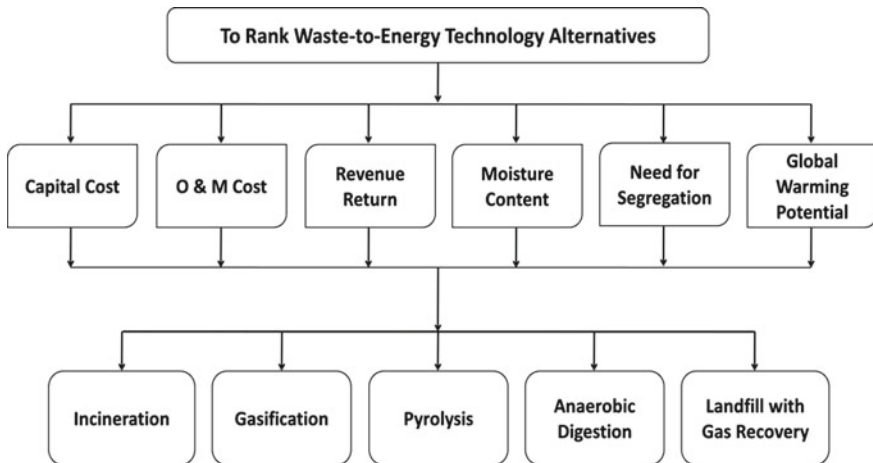 To Rank Waste-to-Energy Technology Alternatives
Capital Cost
O & M Cost
Revenue
Return
Moisture
Content
Need for
Segregation
Global
Warming
Potential
Incineration
Gasification
Pyrolysis
Anaerobic
Digestion
Landfill with
Gas Recovery